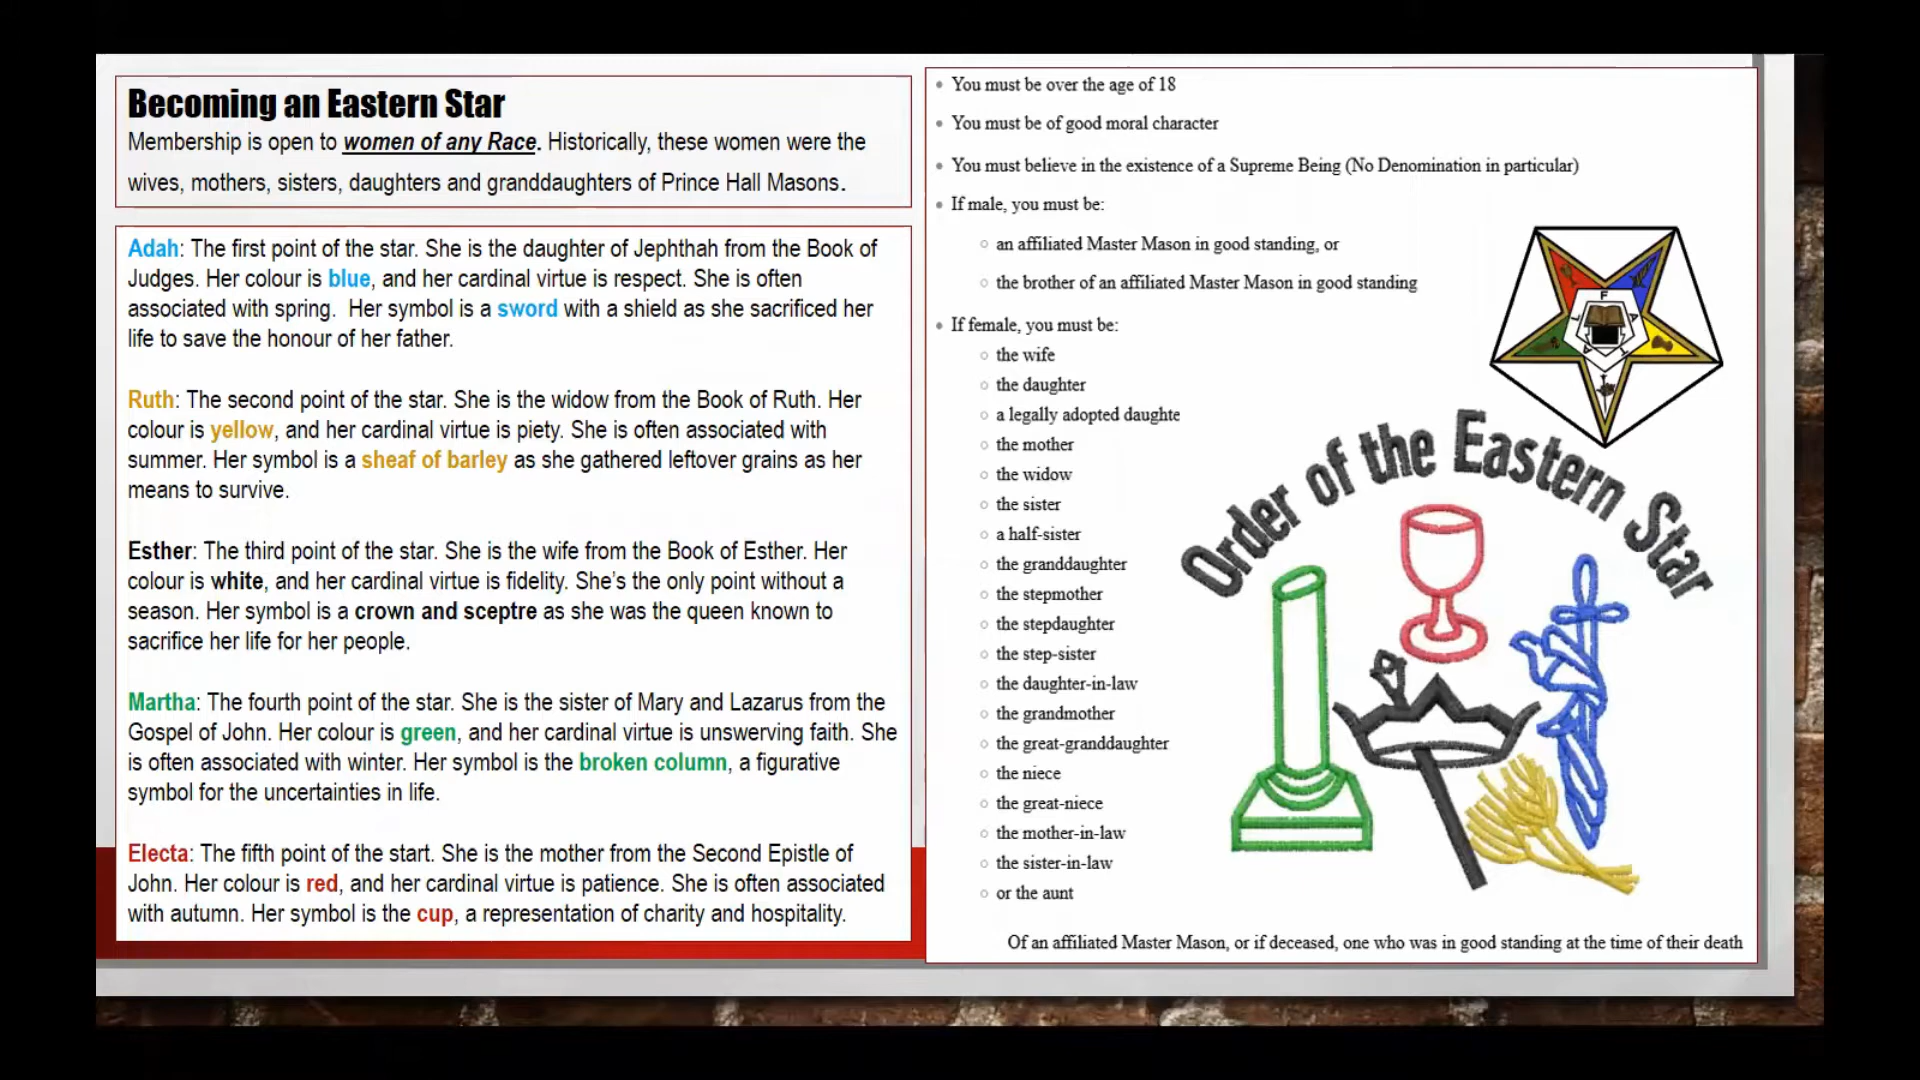 Becoming an Eastern Star
Membership is open to women of any Race. Historically, these women were the
wives, mothers, sisters, daughters and granddaughters of Prince Hall Masons.
Adah: The first point of the star. She is the daughter of Jephthah from the Book of
Judges. Her colour is blue, and her cardinal virtue is respect. She is often
associated with spring. Her symbol is a sword with a shield as she sacrificed her
life to save the honour of her father.
Ruth: The second point of the star. She is the widow from the Book of Ruth. Her
colour is yellow, and her cardinal virtue is piety. She is often associated with
summer. Her symbol is a sheaf of barley as she gathered leftover grains as her
means to survive.
Esther: The third point of the star. She is the wife from the Book of Esther. Her
colour is white, and her cardinal virtue is fidelity. She's the only point without a
season. Her symbol is a crown and sceptre as she was the queen known to
sacrifice her life for her people.
Martha: The fourth point of the star. She is the sister of Mary and Lazarus from the
Gospel of John. Her colour is green, and her cardinal virtue is unswerving faith. She
is often associated with winter. Her symbol is the broken column, a figurative
symbol for the uncertainties in life.
Electa: The fifth point of the start. She is the mother from the Second Epistle of
John. Her colour is red, and her cardinal virtue is patience. She is often associated
with autumn. Her symbol is the cup, a representation of charity and hospitality.
You must be over the age of 18
You must be of good moral character
You must believe in the existence of a Supreme Being (No Denomination in particular)
If male, you must be:
an affiliated Master Mason in good standing, or
the brother of an affiliated Master Mason in good standing
If female, you must be:
the wife
the daughter
a legally adopted daughte
the mother
the widow
the sister
a half-sister
the granddaughter
the stepmother
the stepdaughter
the step-sister
the daughter-in-law
the grandmother
the great-granddaughter
the niece
the great-niece
the mother-in-law
the sister-in-law
or the aunt
Of an affiliated Master Mason, or if deceased, one who was in good standing at the time of their death
F
A
T
A
L
Order of the Eastern Star